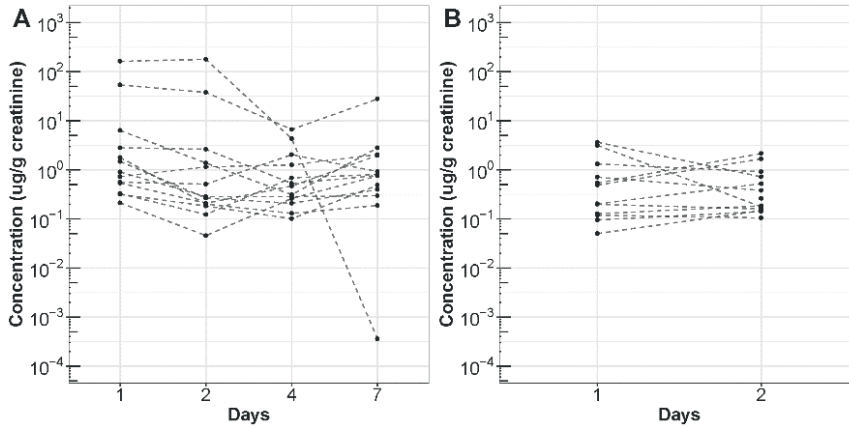 A
Concentration (ug/g creatinine)
10³
10²
10¹
10⁰
10⁻¹
10⁻²
10⁻³
10⁻⁴
1 2 4 7
Days
B
Concentration (ug/g creatinine)
10³
10²
10¹
10⁰
10⁻¹
10⁻²
10⁻³
10⁻⁴
1 2
Days